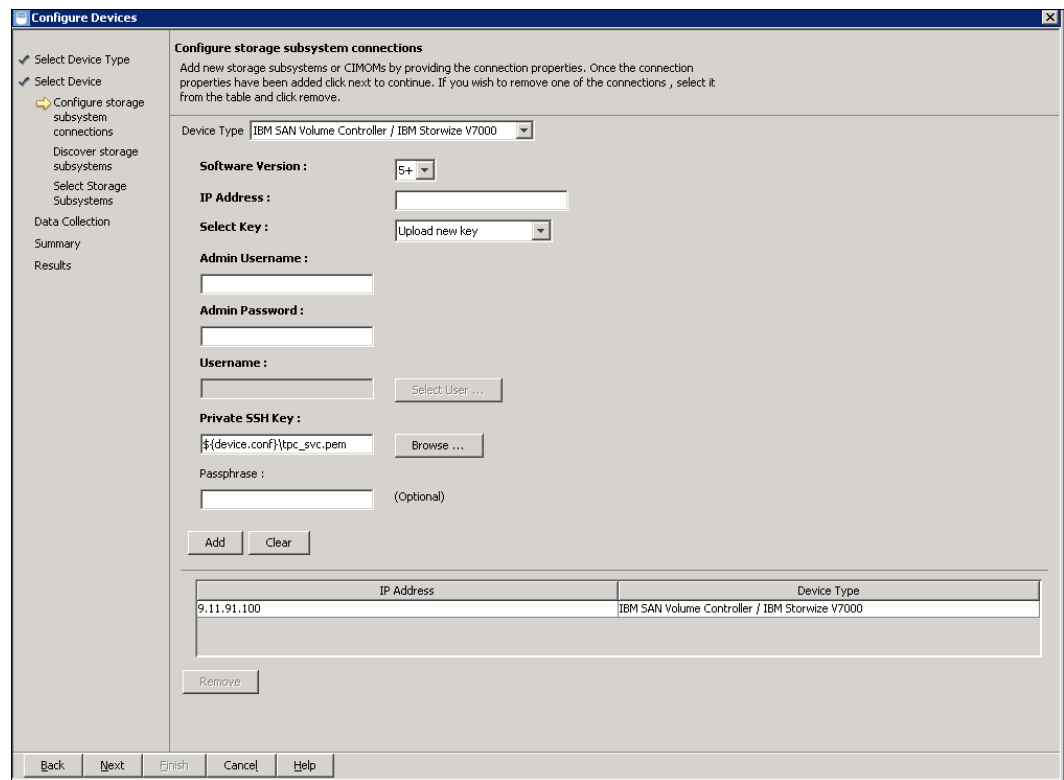 Configure Devices
Select Device Type
Select Device
Configure storage
subsystem
connections
Discover storage
subsystems
Select Storage
Subsystems
Data Collection
Summary
Results
Configure storage subsystem connections
Add new storage subsystems or CIMOMs by providing the connection properties. Once the connection
properties have been added click next to continue. If you wish to remove one of the connections , select it
from the table and click remove.
Device Type IBM SAN Volume Controller / IBM Storwize V7000
Software Version : 5+
IP Address :
Select Key : Upload new key
Admin Username :
Admin Password :
Username :
Select User ...
Private SSH Key :
${device.conf}\tpc_svc.pem Browse ...
Passphrase :
(Optional)
Add Clear
IP Address Device Type
9.11.91.100 IBM SAN Volume Controller / IBM Storwize V7000
Remove
Back Next Finish Cancel Help